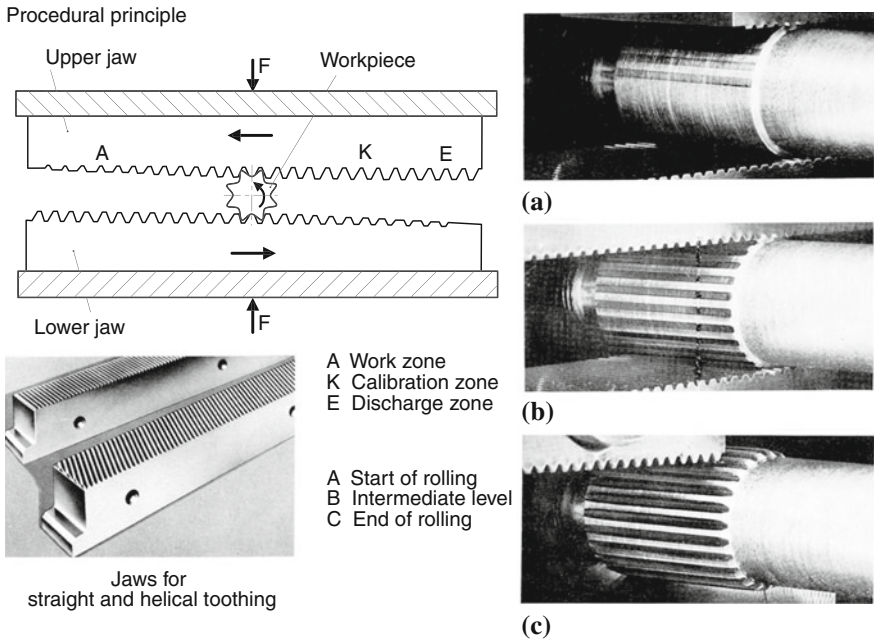 Procedural principle
Upper jaw
F
Workpiece
A
K
E
F
Lower jaw
A Work zone
K Calibration zone
E Discharge zone
A Start of rolling
B Intermediate level
C End of rolling
Jaws for
straight and helical toothing
(a)
(b)
(c)